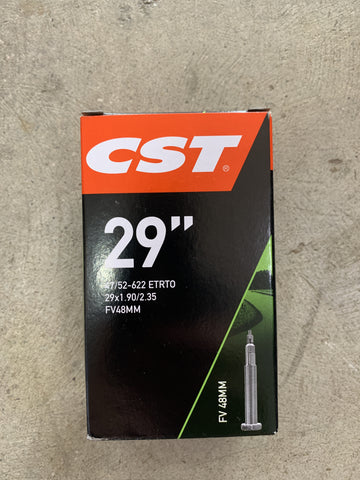 CST®
29”
47/52-622 ETRTO
29x1.90/2.35
FV48MM
FV 48MM